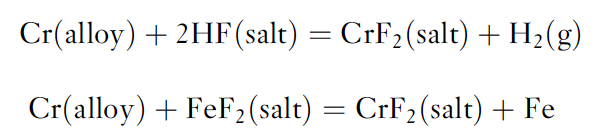 Cr(alloy) + 2HF(salt) = CrF₂(salt) + H₂(g)
Cr(alloy) + FeF₂(salt) = CrF₂(salt) + Fe